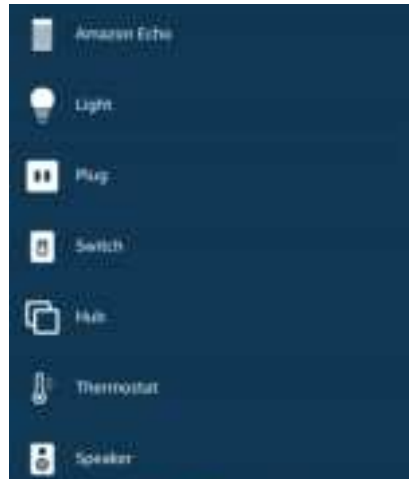 Amazon Echo
Light
Plug
Switch
Hub
Thermostat
Speaker